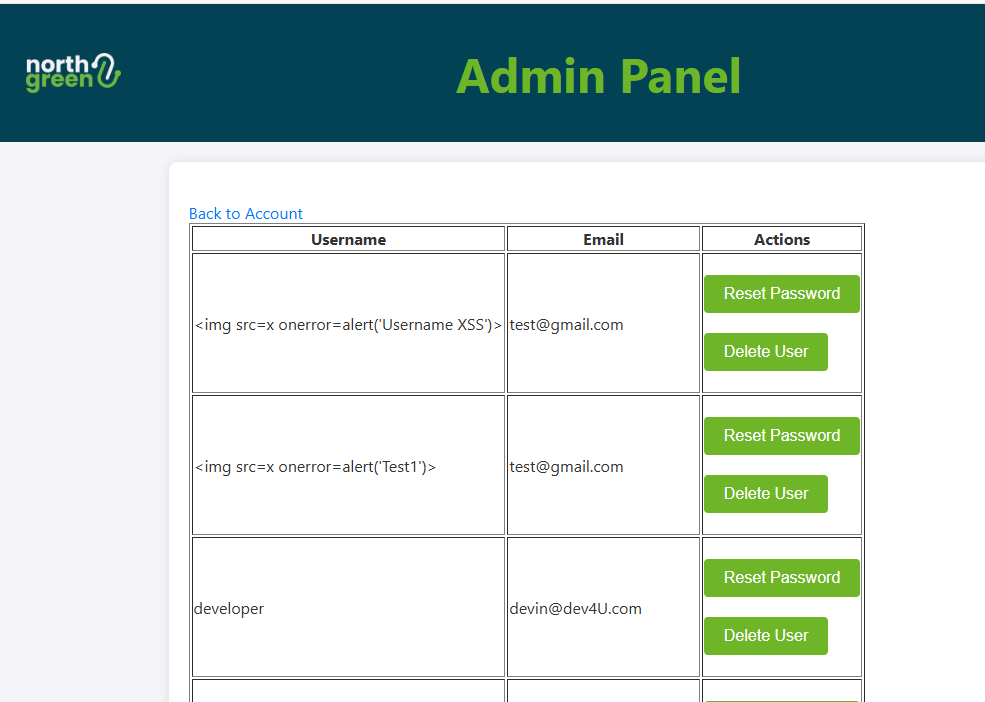 north
green
Admin Panel
Back to Account
Username Email Actions
<img src=x onerror=alert('Username XSS')> test@gmail.com Reset Password
Delete User
<img src=x onerror=alert('Test1')> test@gmail.com Reset Password
Delete User
developer devin@dev4U.com Reset Password
Delete User